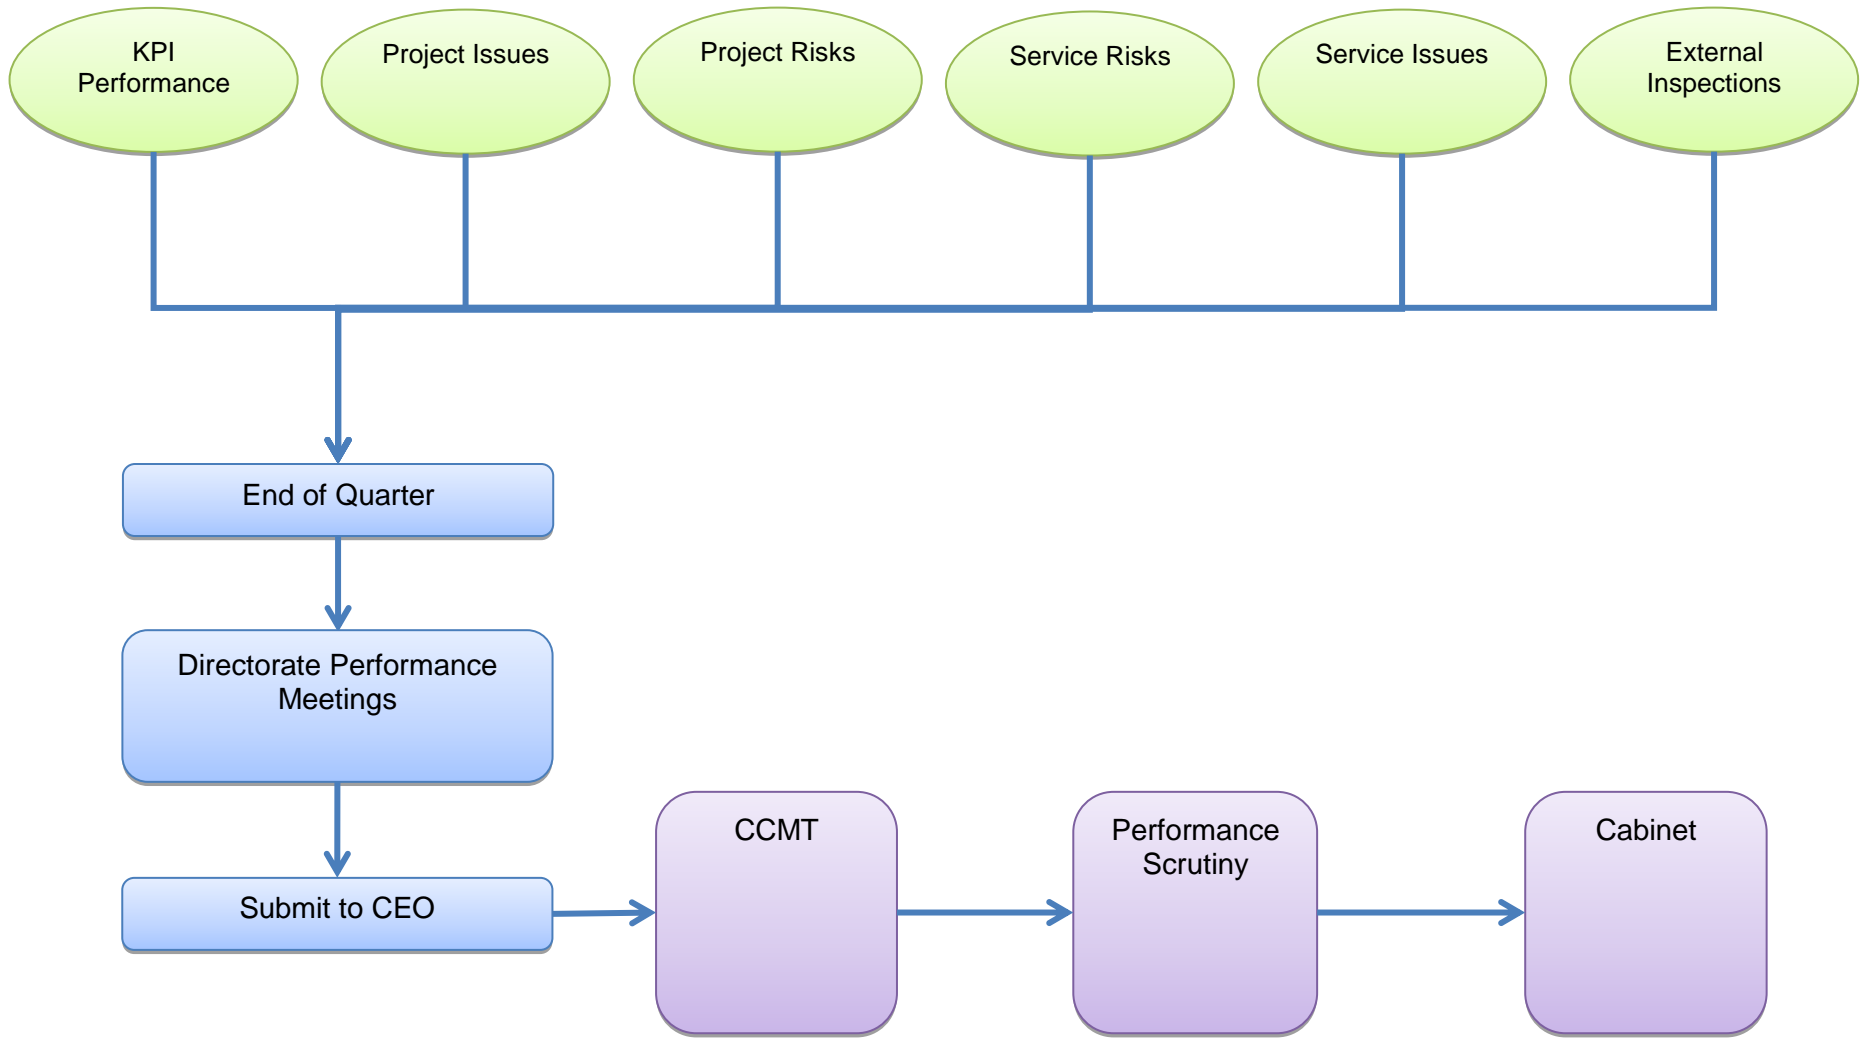 KPI
Performance
Project Issues
Project Risks
Service Risks
Service Issues
External
Inspections
End of Quarter
Directorate Performance
Meetings
Submit to CEO
CCMT
Performance
Scrutiny
Cabinet